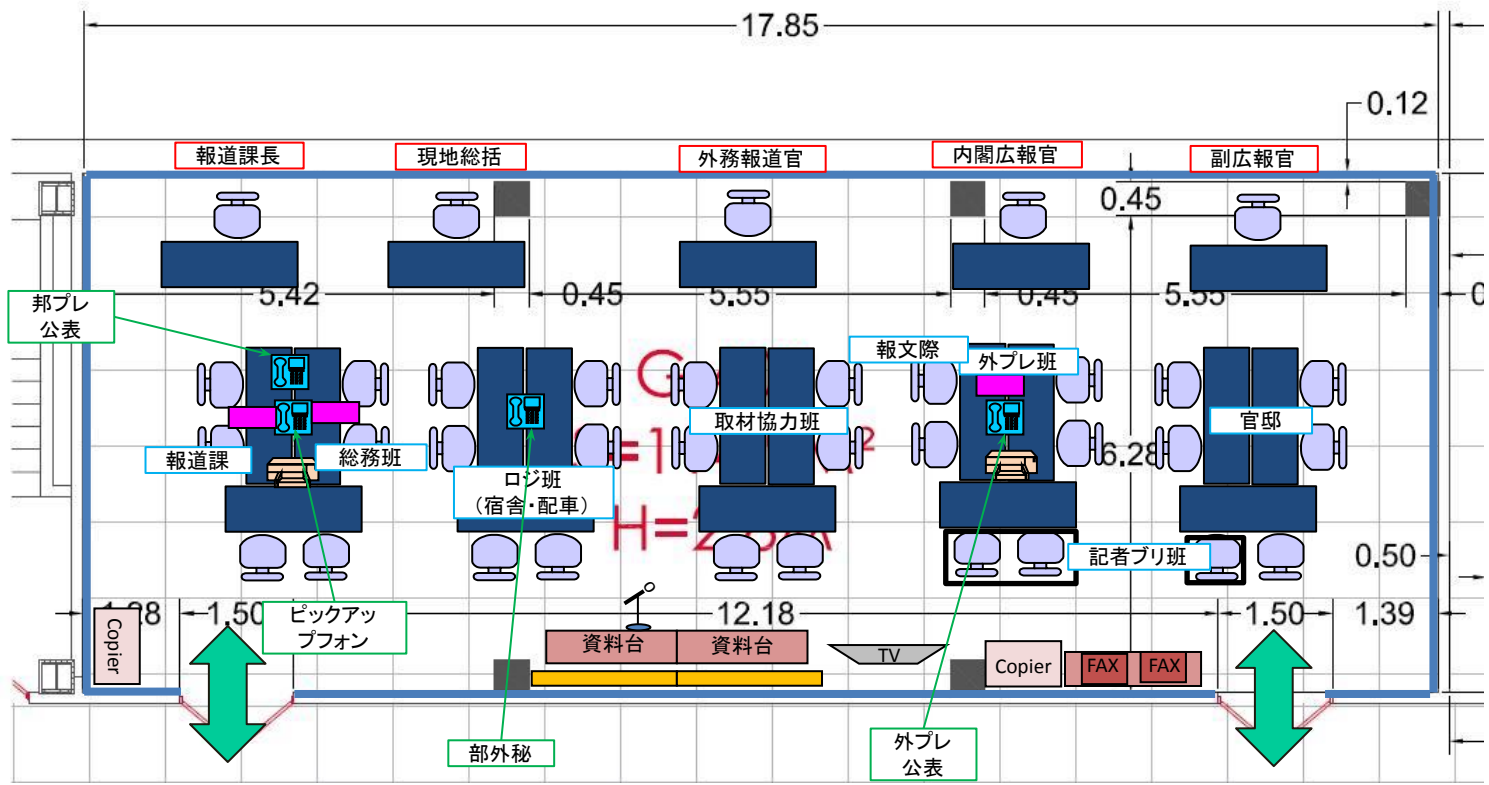 17.85
0.12
報道課長
現地総括
外務報道官
内閣広報官
副広報官
0.45
5.42
0.45
5.55
0.45
5.55
邦プレ
公表
報文際
外プレ班
報道課
総務班
取材協力班
官邸
6.28
ロジ班
(宿舎・配車)
記者ブリ班
0.50
1.50
12.18
1.50
1.39
Copier
ピックアッ
プフォン
資料台
資料台
TV
Copier
FAX
FAX
部外秘
外プレ
公表